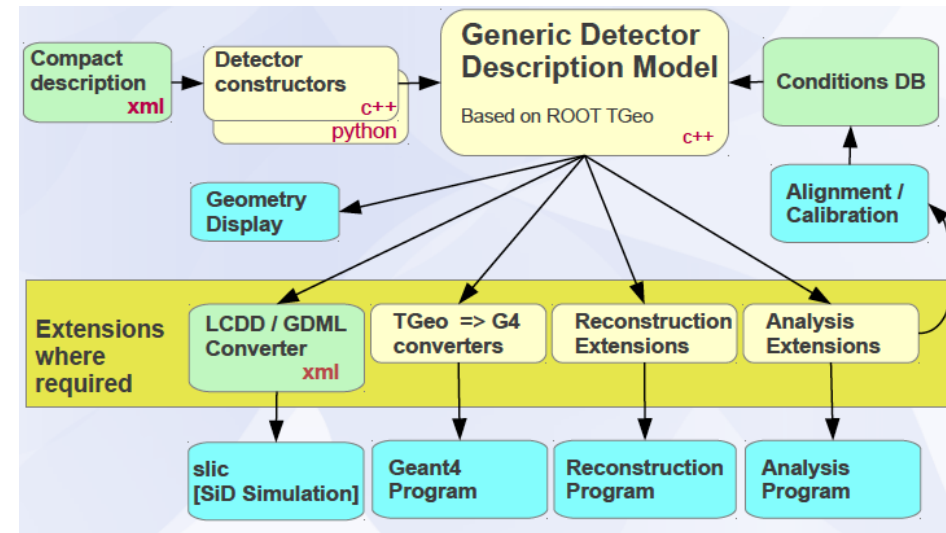 Compact
description
xml
Detector
constructors
c++
python
Generic Detector
Description Model
Based on ROOT TGeo
c++
Conditions DB
Geometry
Display
Alignment /
Calibration
Extensions
where
required
LCDD / GDML
Converter
xml
TGeo => G4
converters
Reconstruction
Extensions
Analysis
Extensions
slic
[SiD Simulation]
Geant4
Program
Reconstruction
Program
Analysis
Program